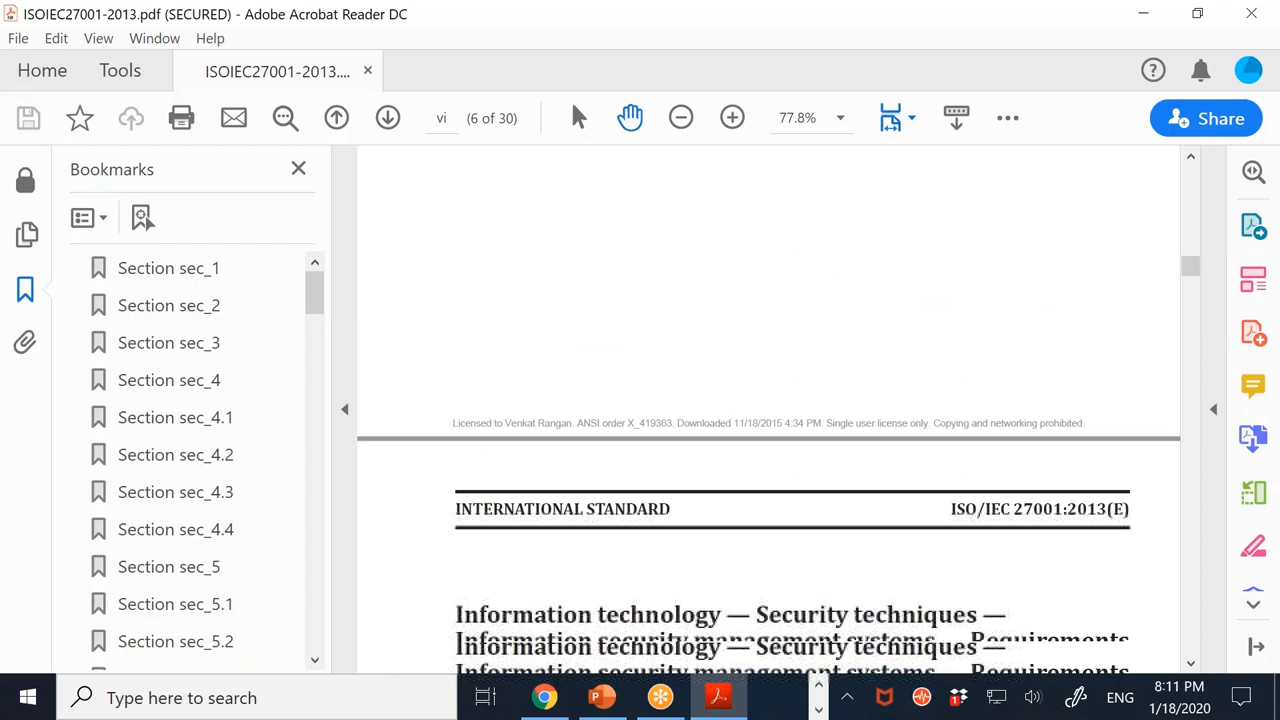 ISOIEC27001-2013.pdf (SECURED) - Adobe Acrobat Reader DC
File Edit View Window Help
Home Tools ISOIEC27001-2013....
vi (6 of 30) 77.8% Share
Bookmarks
Section sec_1
Section sec_2
Section sec_3
Section sec_4
Section sec_4.1
Section sec_4.2
Section sec_4.3
Section sec_4.4
Section sec_5
Section sec_5.1
Section sec_5.2
Licensed to Venkat Rangan. ANSI order X_419363. Downloaded 11/18/2015 4:34 PM. Single user license only. Copying and networking prohibited.
INTERNATIONAL STANDARD ISO/IEC 27001:2013(E)
Information technology — Security techniques —
Information security management systems — Requirements
Information technology — Security techniques —
Information security management systems — Requirements
Type here to search
ENG
8:11 PM
1/18/2020